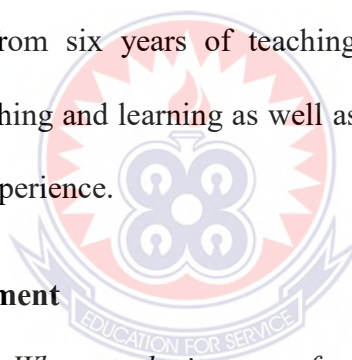 rom six years of teaching
hing and learning as well as
perience.
ment
EDUCATION FOR SERVICE